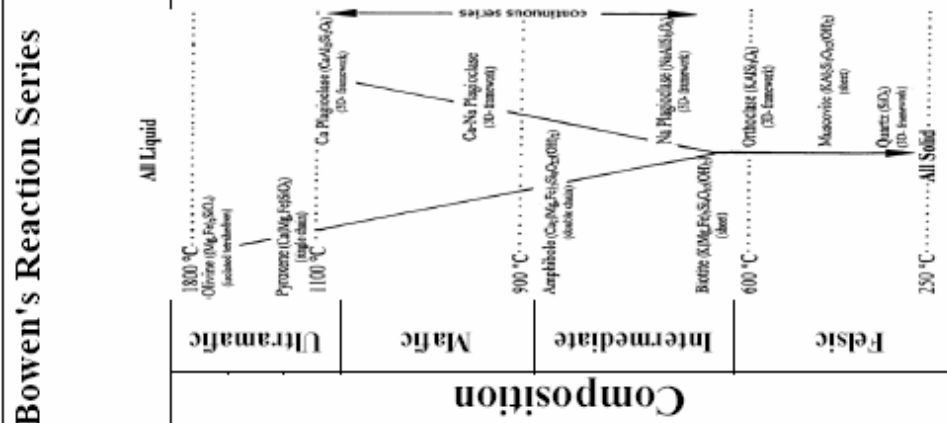 Bowen's Reaction Series
All Liquid
1800 °C
Olivine ((Mg,Fe)₂SiO₄)
(isolated tetrahedron)
Pyroxene (Ca(Mg,Fe)SiO₃)
(single chain)
1100 °C
Ca Plagioclase (CaAl₂Si₂O₈)
(3D- framework)
continuous series
Ca-Na Plagioclase
(3D- framework)
900 °C
Amphibole
(double chain)
Na Plagioclase (NaAlSi₃O₈)
(3D- framework)
Biotite
(sheet)
600 °C
Orthoclase (KAlSi₃O₈)
(3D- framework)
Muscovite
(sheet)
Quartz (SiO₂)
(3D- framework)
250 °C
All Solid
Ultramafic
Mafic
Intermediate
Felsic
Composition